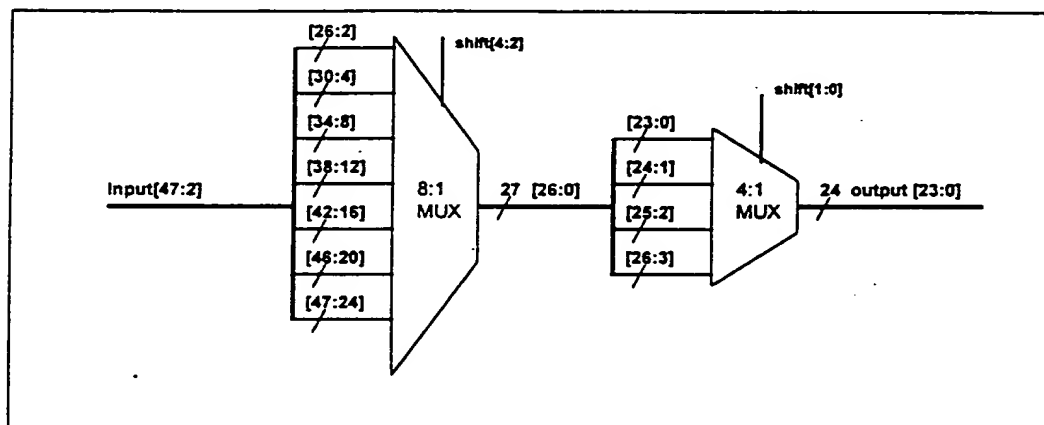 [26:2]
[30:4]
[34:8]
[38:12]
[42:16]
[46:20]
[47:24]
shift[4:2]
Input[47:2]
8:1
MUX
27 [26:0]
shift[1:0]
[23:0]
[24:1]
[25:2]
[26:3]
4:1
MUX
24 output [23:0]